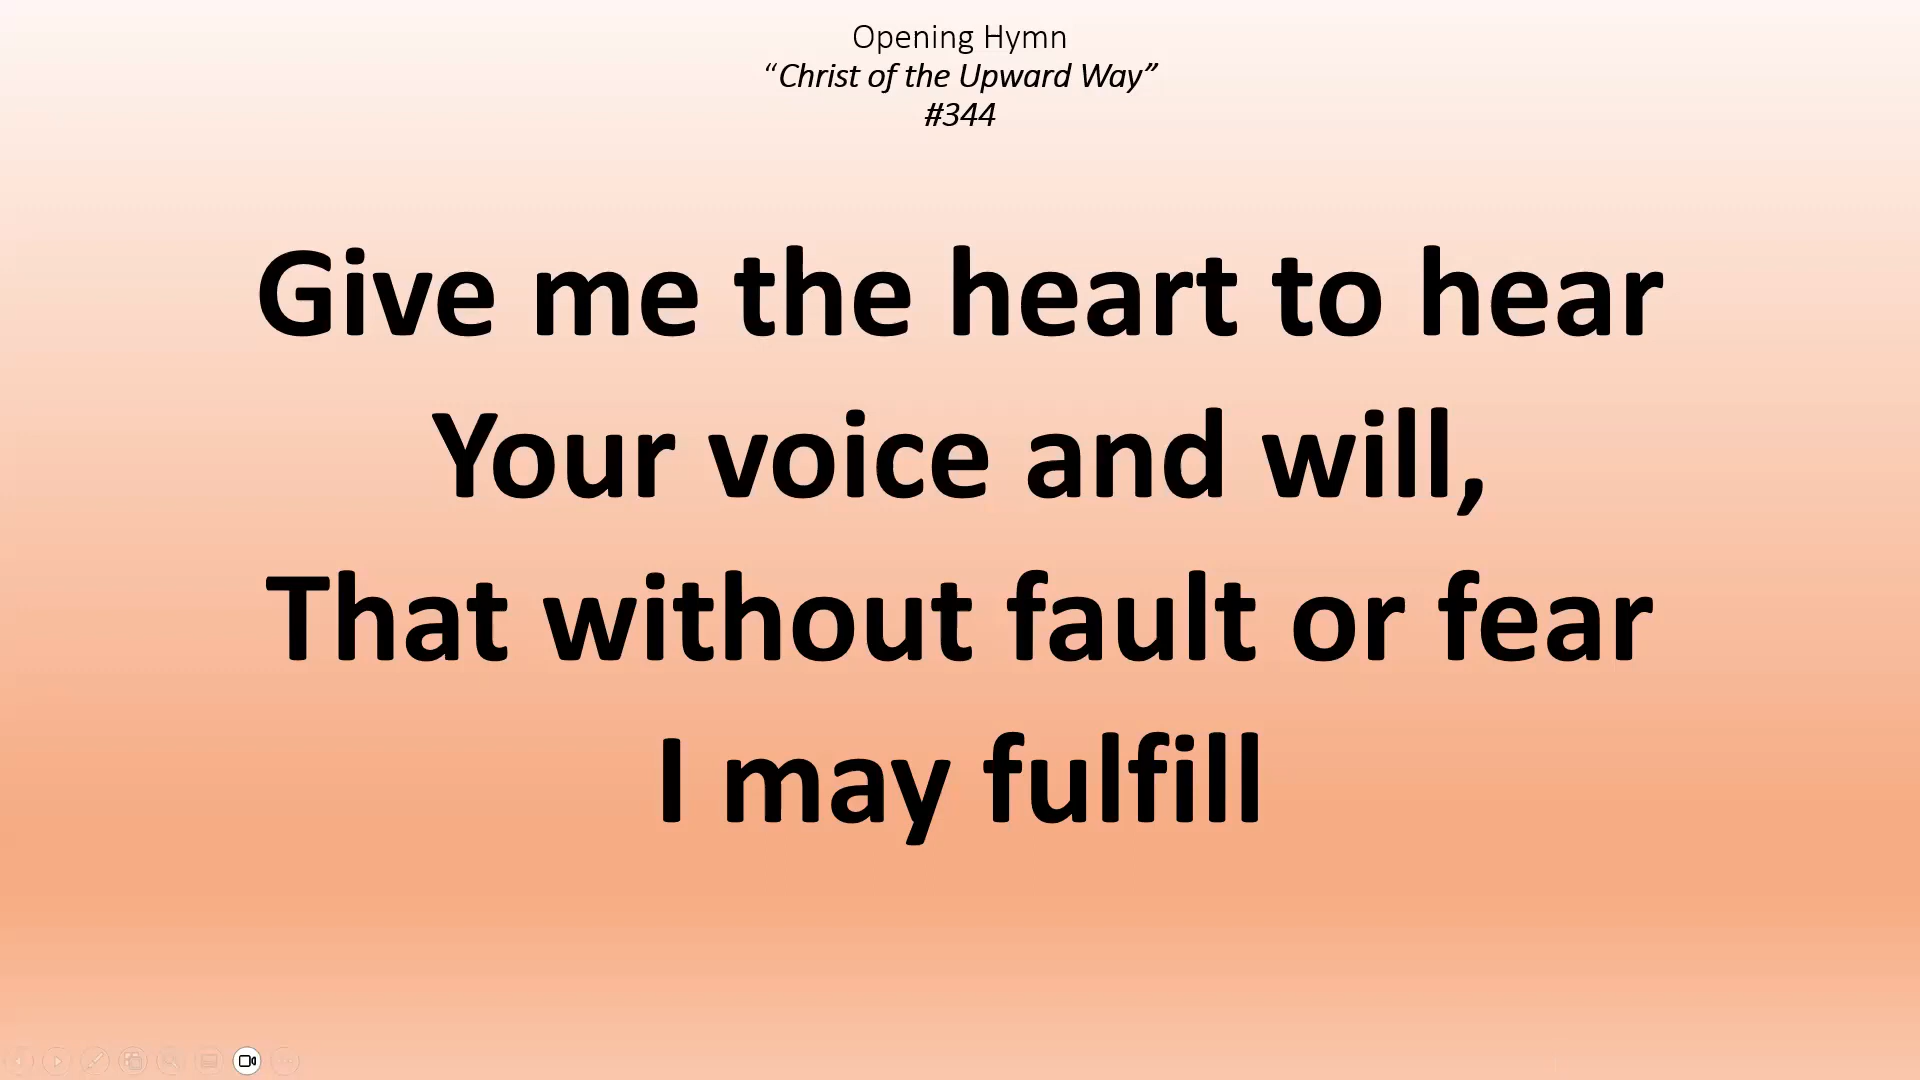 Opening Hymn
“Christ of the Upward Way”
#344
Give me the heart to hear
Your voice and will,
That without fault or fear
I may fulfill